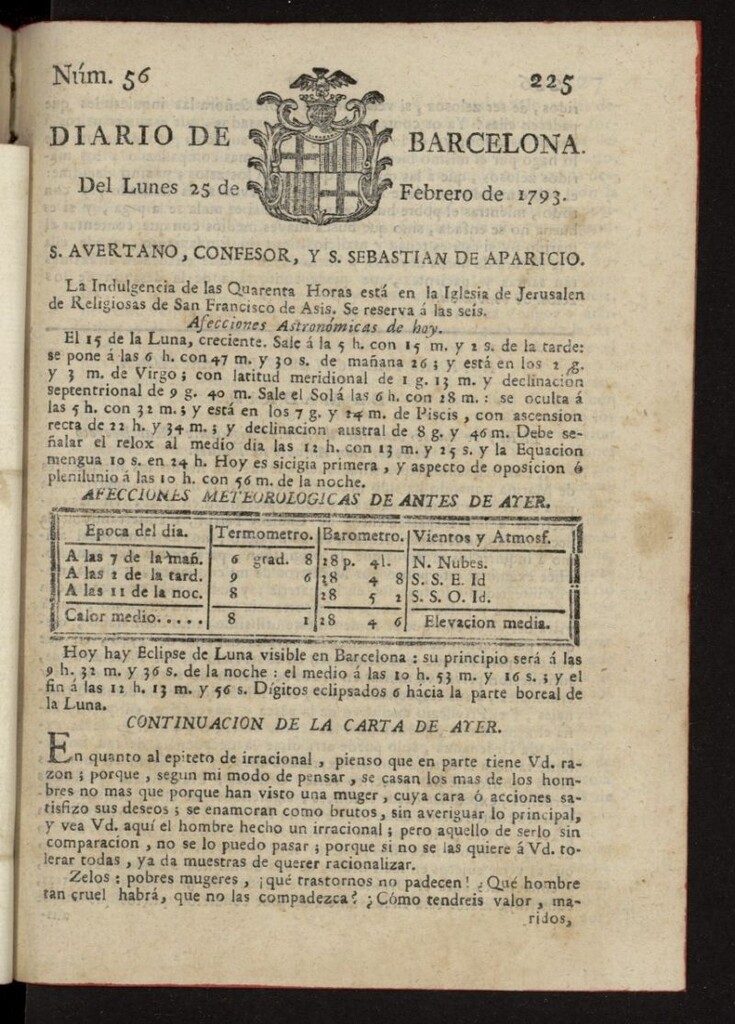 Núm. 56
225
DIARIO DE BARCELONA.
Del Lunes 25 de Febrero de 1793.
S. AVERTANO, CONFESOR, Y S. SEBASTIAN DE APARICIO.
La Indulgencia de las Quarenta Horas está en la Iglesia de Jerusalen
de Religiosas de San Francisco de Asis. Se reserva á las seis.
Afecciones Astronómicas de hoy.
El 15 de la Luna, creciente. Sale á la 5 h. con 15 m. y 2 s. de la tarde:
se pone á las 6 h. con 47 m. y 30 s. de mañana 26; y está en los 2 g.
y 3 m. de Virgo; con latitud meridional de 1 g. 13 m. y declinacion
septentrional de 9 g. 40 m. Sale el Sol á las 6 h. con 28 m.: se oculta á
las 5 h. con 32 m.; y está en los 7 g. y 24 m. de Piscis, con ascension
recta de 22 h. y 34 m.; y declinacion austral de 8 g. y 46 m. Debe se-
ñalar el relox al medio dia las 12 h. con 13 m. y 25 s. y la Equacion
mengua 10 s. en 24 h. Hoy es sicigia primera, y aspecto de oposicion ó
plenilunio á las 10 h. con 56 m. de la noche.
AFECCIONES METEOROLOGICAS DE ANTES DE AYER.
Epoca del dia. Termometro. Barometro. Vientos y Atmosf.
A las 7 de la mañ. 6 grad. 8 28 p. 4 l. N. Nubes.
A las 2 de la tard. 9 6 28 4 8 S. S. E. Id
A las 11 de la noc. 8 28 5 2 S. S. O. Id.
Calor medio..... 8 1 28 4 6 Elevacion media.
Hoy hay Eclipse de Luna visible en Barcelona: su principio será á las
9 h. 32 m. y 36 s. de la noche: el medio á las 10 h. 53 m. y 16 s.; y el
fin á las 12 h. 13 m. y 56 s. Dígitos eclipsados 6 hácia la parte boreal de
la Luna.
CONTINUACION DE LA CARTA DE AYER.
En quanto al epiteto de irracional, pienso que en parte tiene Vd. ra-
zon; porque, segun mi modo de pensar, se casan los mas de los hom-
bres no mas que porque han visto una muger, cuya cara ó acciones sa-
tisfizo sus deseos; se enamoran como brutos, sin averiguar lo principal,
y vea Vd. aquí el hombre hecho un irracional; pero aquello de serlo sin
comparacion, no se lo puedo pasar; porque si no se las quiere á Vd. to-
lerar todas, ya da muestras de querer racionalizar.
Zelos: pobres mugeres, ¡qué trastornos no padecen! ¿Qué hombre
tan cruel habrá, que no las compadezca? ¿Cómo tendreis valor, ma-
ridos,